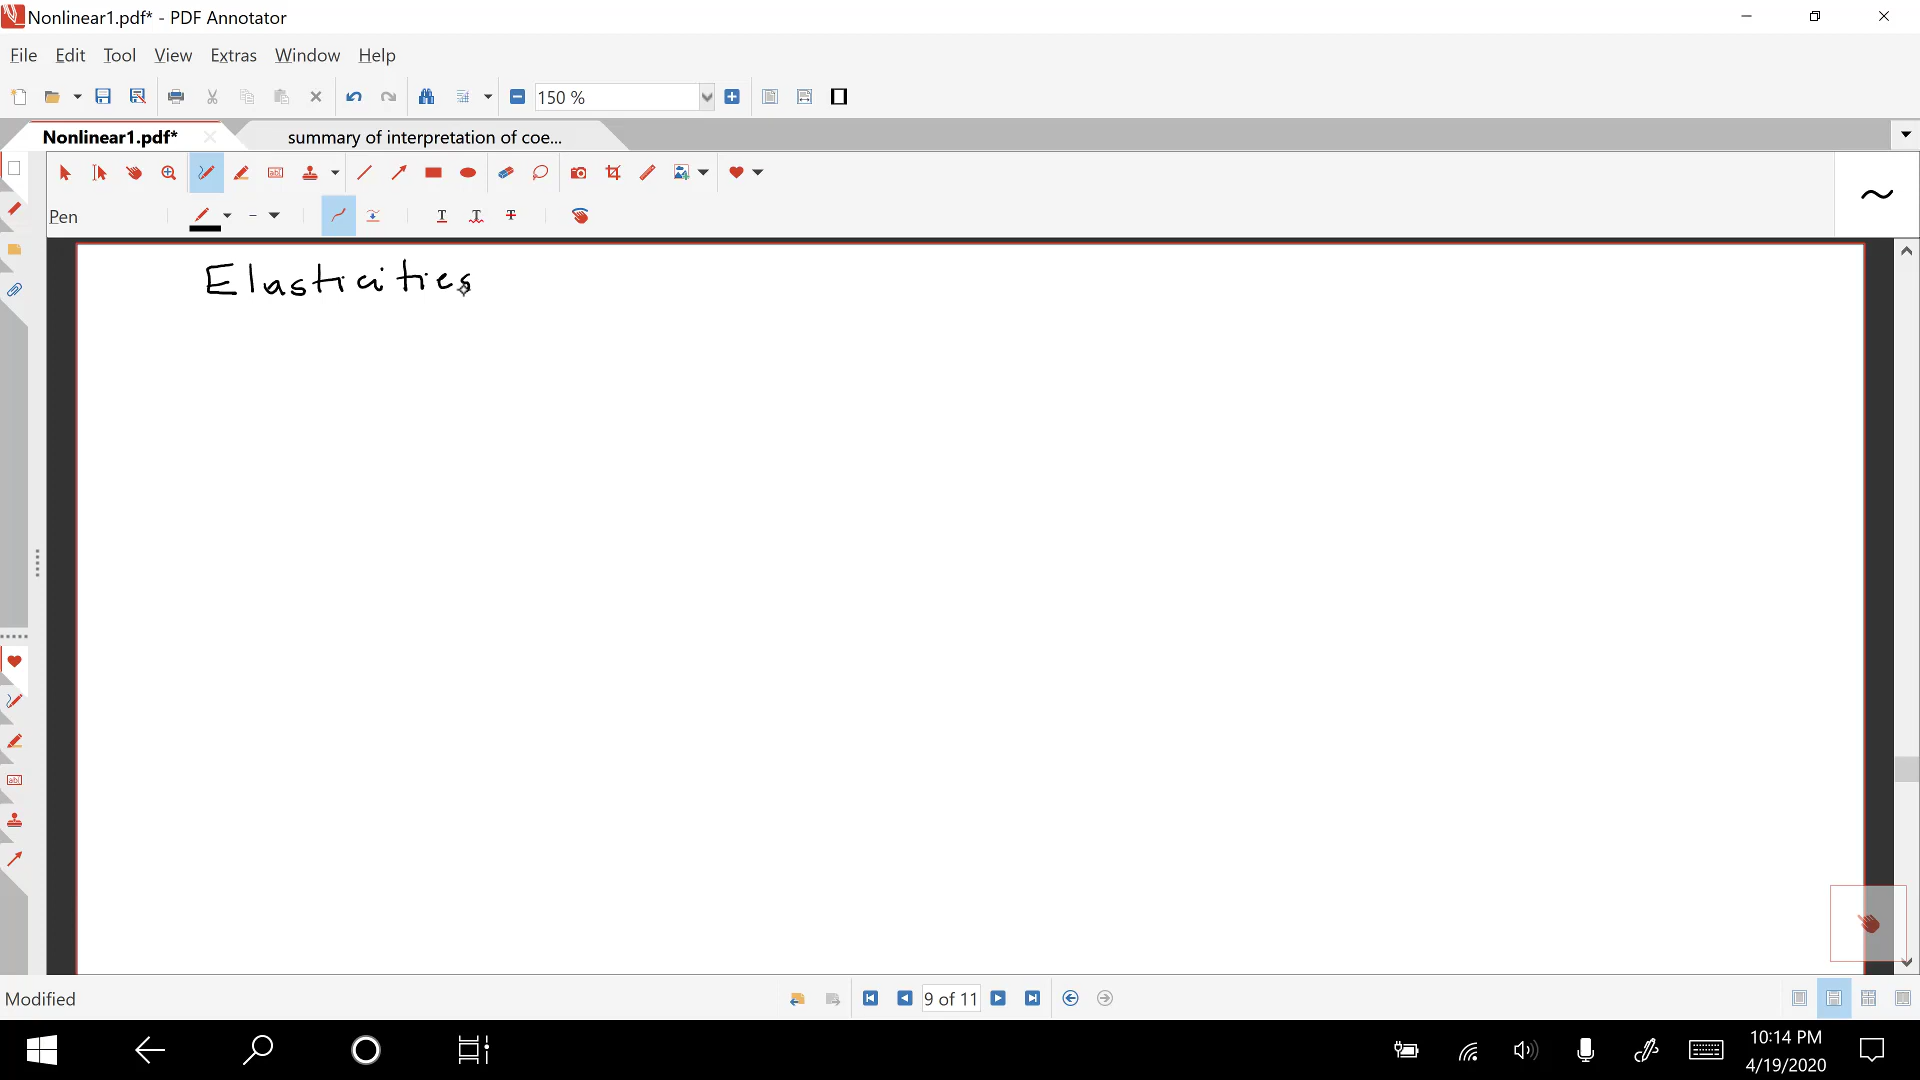 Nonlinear1.pdf* - PDF Annotator
File Edit Tool View Extras Window Help
150 %
Nonlinear1.pdf* summary of interpretation of coe...
Pen
Elasticities
Modified
9 of 11
10:14 PM
4/19/2020